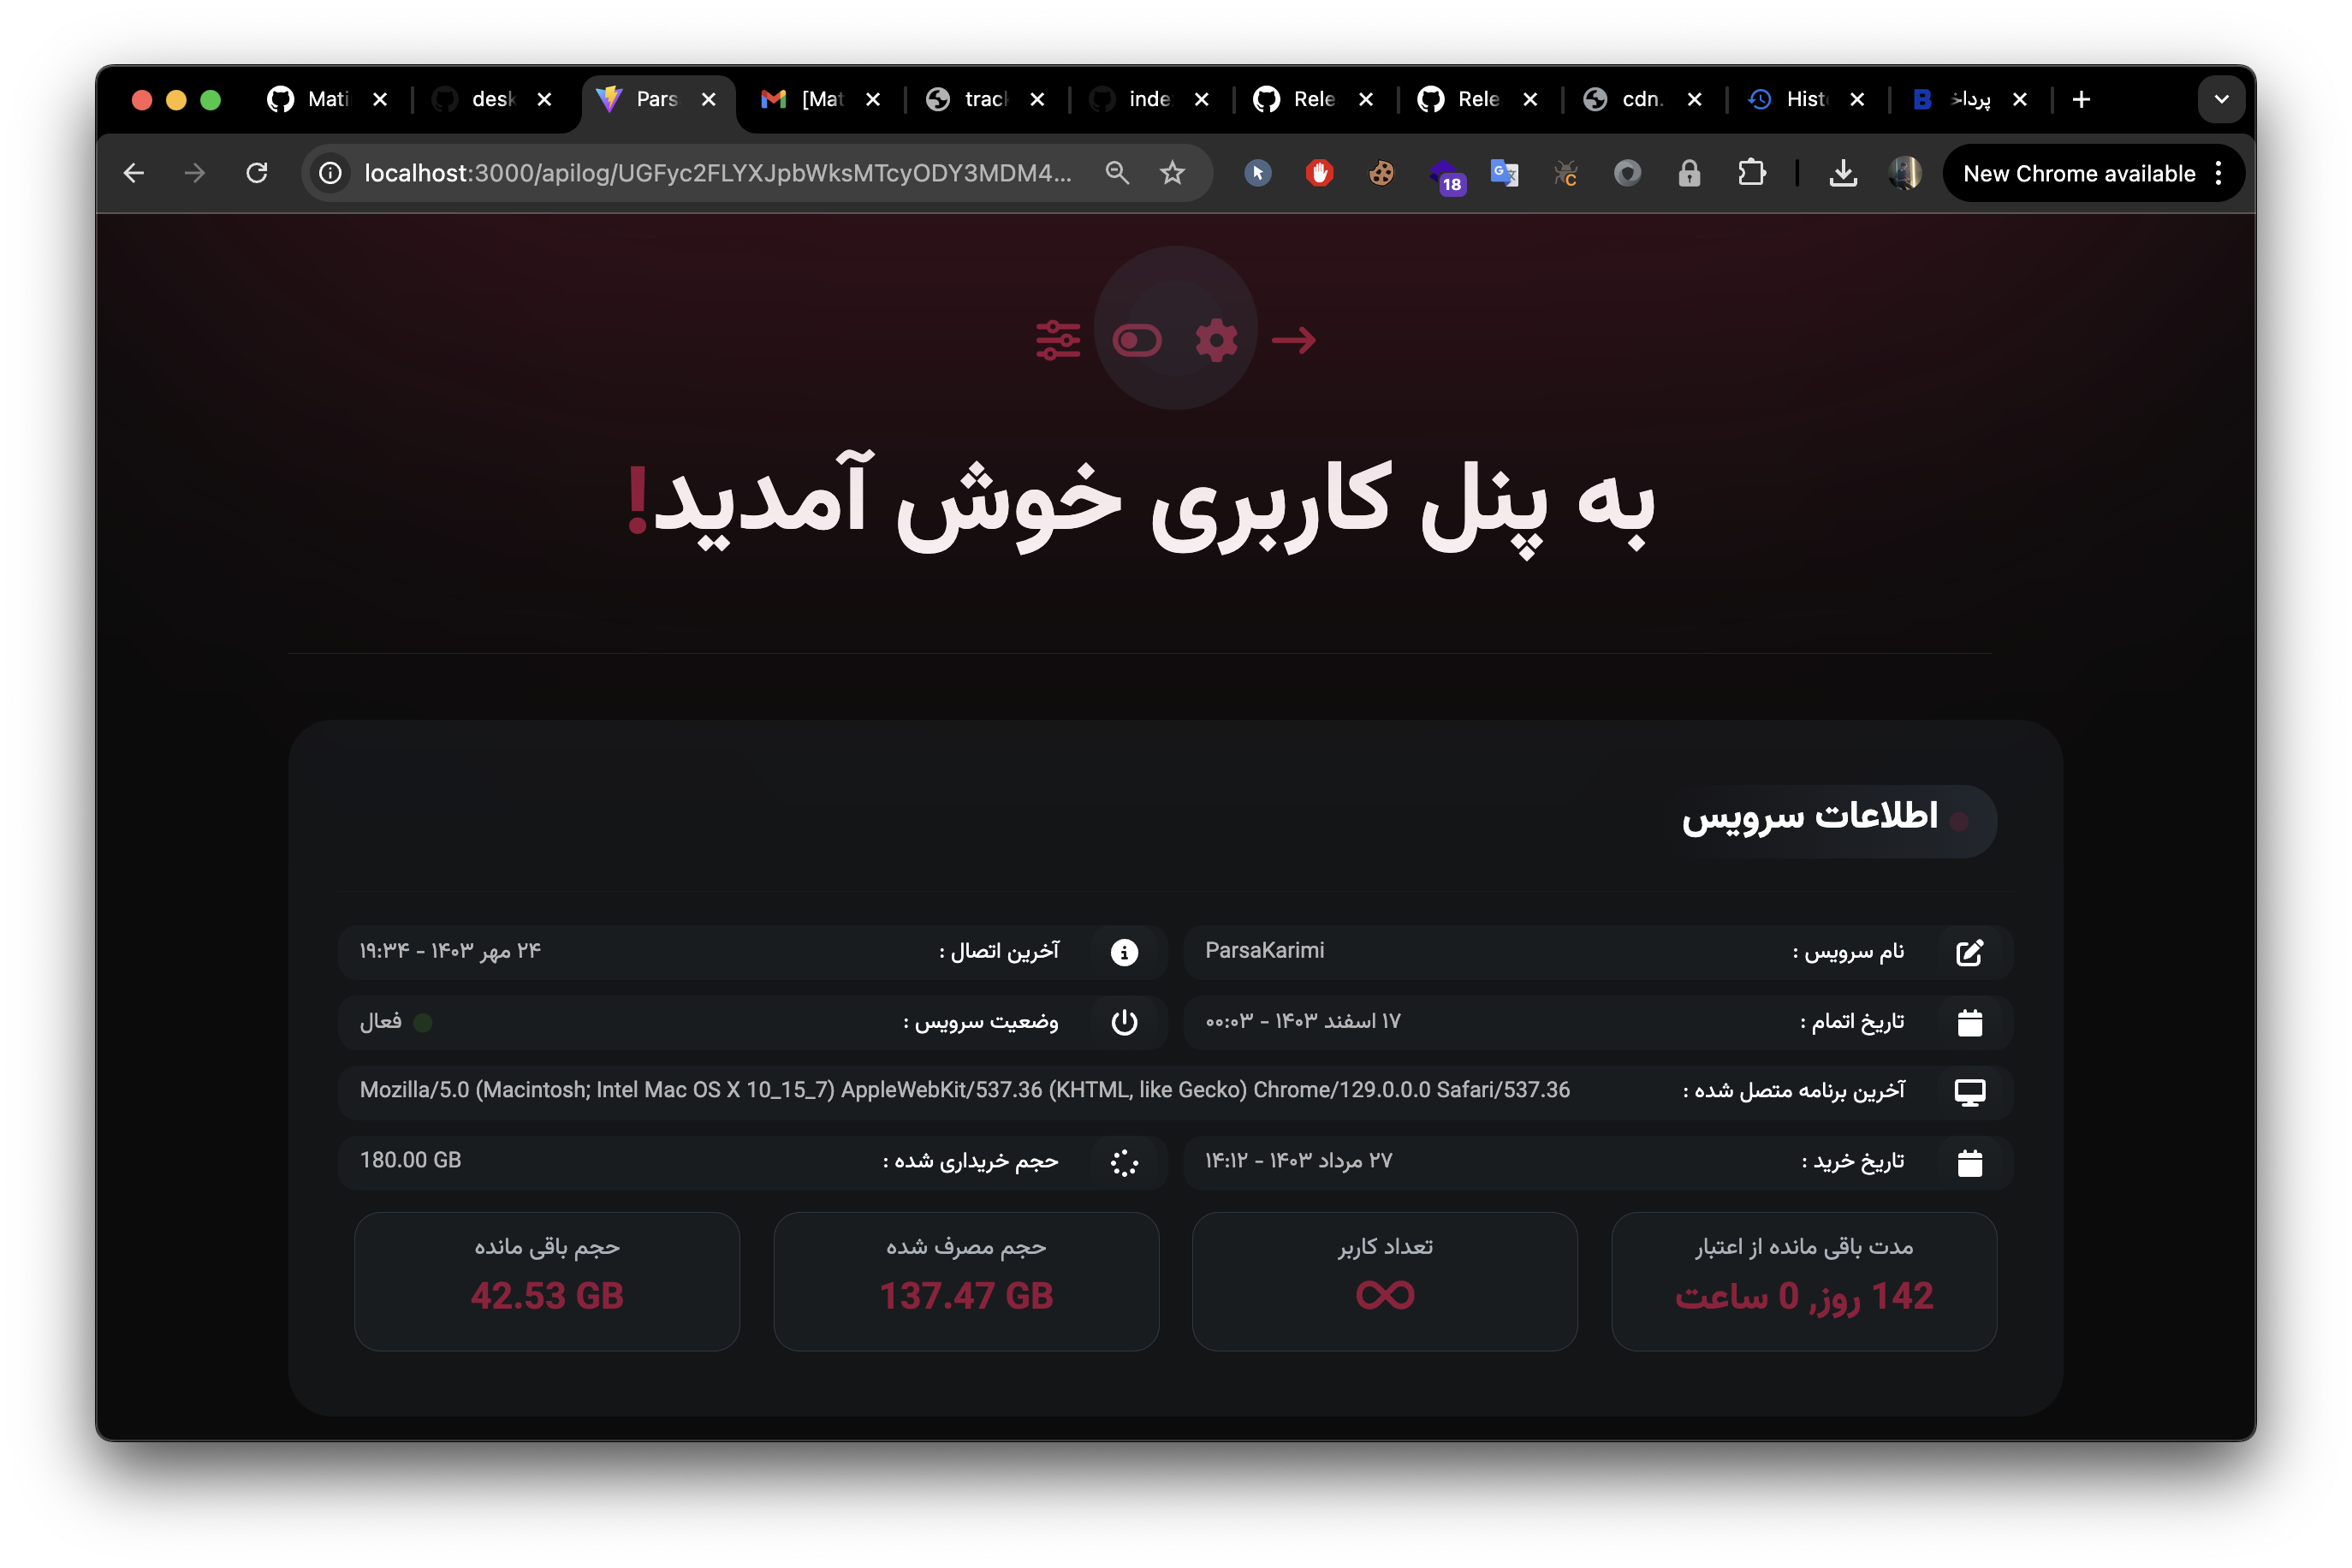 Mati
desk
Pars
[Mat
track
inde
Rele
Rele
cdn.
Histo
B
پرداخ
localhost:3000/apilog/UGFyc2FLYXJpbWksMTcyODY3MDM4...
18
New Chrome available
به پنل کاربری خوش آمدید!
اطلاعات سرویس
نام سرویس : ParsaKarimi
آخرین اتصال : ۲۴ مهر ۱۴۰۳ - ۱۹:۳۴
تاریخ اتمام : ۱۷ اسفند ۱۴۰۳ - ۰۰:۰۳
وضعیت سرویس : فعال
آخرین برنامه متصل شده : Mozilla/5.0 (Macintosh; Intel Mac OS X 10_15_7) AppleWebKit/537.36 (KHTML, like Gecko) Chrome/129.0.0.0 Safari/537.36
تاریخ خرید : ۲۷ مرداد ۱۴۰۳ - ۱۴:۱۲
حجم خریداری شده : 180.00 GB
مدت باقی مانده از اعتبار
142 روز, 0 ساعت
تعداد کاربر
∞
حجم مصرف شده
137.47 GB
حجم باقی مانده
42.53 GB